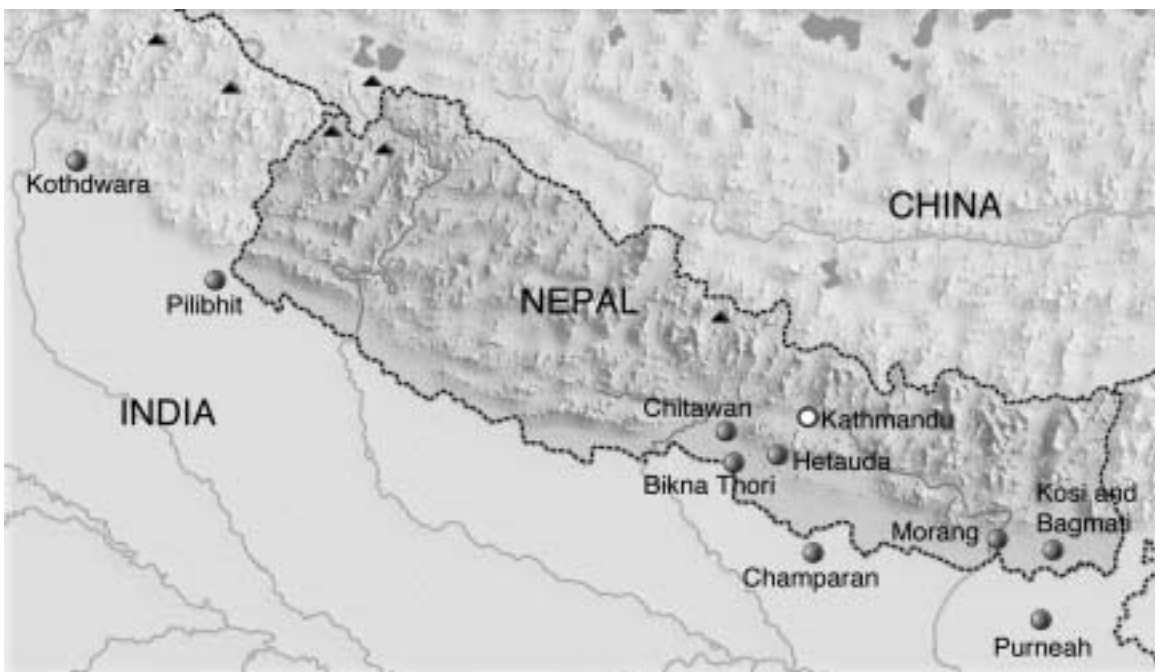 Kothdwara
CHINA
Pilibhit
NEPAL
INDIA
Chitawan
Kathmandu
Hetauda
Bikna Thori
Kosi and
Bagmati
Morang
Champaran
Purneah